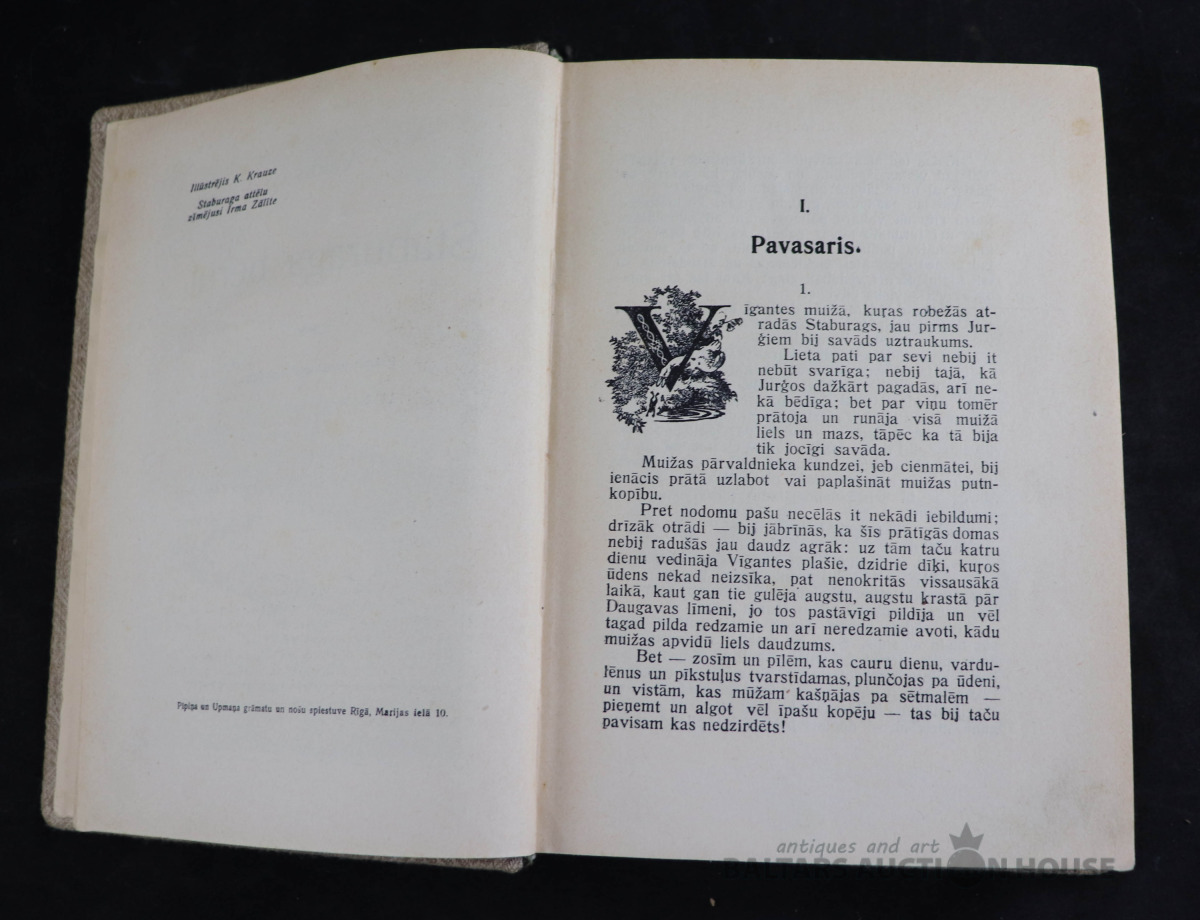 Illūstrējis K. Krauze
Staburaga attēlu
zīmējusi Irma Zālīte
Pīpiņa un Upmaņa grāmatu un nošu spiestuve Rīgā, Marijas ielā 10.
I.
Pavasaris.
1.
Vīgantes muižā, kuŗas robežās at-
radās Staburags, jau pirms Jur-
ģiem bij savāds uztraukums.
Lieta pati par sevi nebij it
nebūt svarīga; nebij tajā, kā
Jurģos dažkārt pagadās, arī ne-
kā bēdīga; bet par viņu tomēr
prātoja un runāja visā muižā
liels un mazs, tāpēc ka tā bija
tik jocīgi savāda.
Muižas pārvaldnieka kundzei, jeb cienmātei, bij
ienācis prātā uzlabot vai paplašināt muižas putn-
kopību.
Pret nodomu pašu necēlās it nekādi iebildumi;
drīzāk otrādi — bij jābrīnās, ka šīs prātīgās domas
nebij radušās jau daudz agrāk: uz tām taču katru
dienu vedināja Vīgantes plašie, dzidrie dīķi, kuŗos
ūdens nekad neizsīka, pat nenokritās vissausākā
laikā, kaut gan tie gulēja augstu, augstu krastā pār
Daugavas līmeni, jo tos pastāvīgi pildīja un vēl
tagad pilda redzamie un arī neredzamie avoti, kādu
muižas apvidū liels daudzums.
Bet — zosīm un pīlēm, kas cauru dienu, vardu-
lēnus un pīkstuļus tvarstīdamas, plunčojas pa ūdeni,
un vistām, kas mūžam kašņājas pa sētmalēm —
pieņemt un algot vēl īpašu kopēju — tas bij taču
pavisam kas nedzirdēts!
antiques and art
BALTARS AUCTION HOUSE